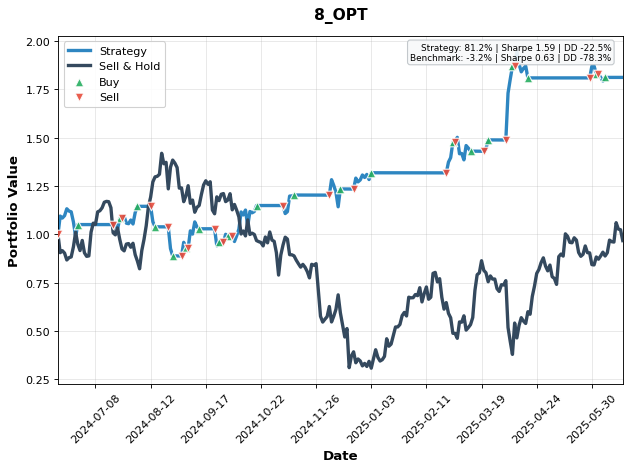 8_OPT
Strategy
Sell & Hold
Buy
Sell
Strategy: 81.2% | Sharpe 1.59 | DD -22.5%
Benchmark: -3.2% | Sharpe 0.63 | DD -78.3%
Portfolio Value
2.00
1.75
1.50
1.25
1.00
0.75
0.50
0.25
2024-07-08
2024-08-12
2024-09-17
2024-10-22
2024-11-26
2025-01-03
2025-02-11
2025-03-19
2025-04-24
2025-05-30
Date